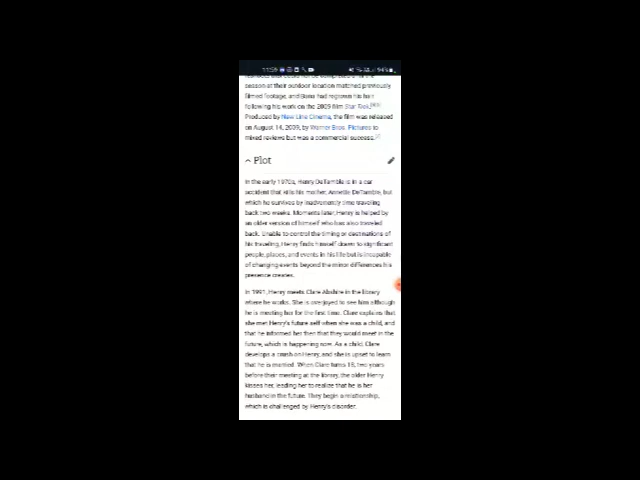 11:59
94%
season at their outdoor location matched previously
filmed footage, and Bana had regrown his hair
following his work on the 2009 film Star Trek.
Produced by New Line Cinema, the film was released
on August 14, 2009, by Warner Bros. Pictures to
mixed reviews but was a commercial success.
Plot
In the early 1970s, Henry DeTamble is in a car
accident that kills his mother, Annette DeTamble, but
which he survives by inadvertently time traveling
back two weeks. Moments later, Henry is helped by
an older version of himself who has also traveled
back. Unable to control the timing or destinations of
his traveling, Henry finds himself drawn to significant
people, places, and events in his life but is incapable
of changing events beyond the minor differences his
presence creates.
In 1991, Henry meets Clare Abshire in the library
where he works. She is overjoyed to see him although
he is meeting her for the first time. Clare explains that
she met Henry's future self when she was a child, and
that he informed her then that they would meet in the
future, which is happening now. As a child, Clare
develops a crush on Henry, and she is upset to learn
that he is married. When Clare turns 18, two years
before their meeting at the library, the older Henry
kisses her, leading her to realize that he is her
husband in the future. They begin a relationship,
which is challenged by Henry's disorder.